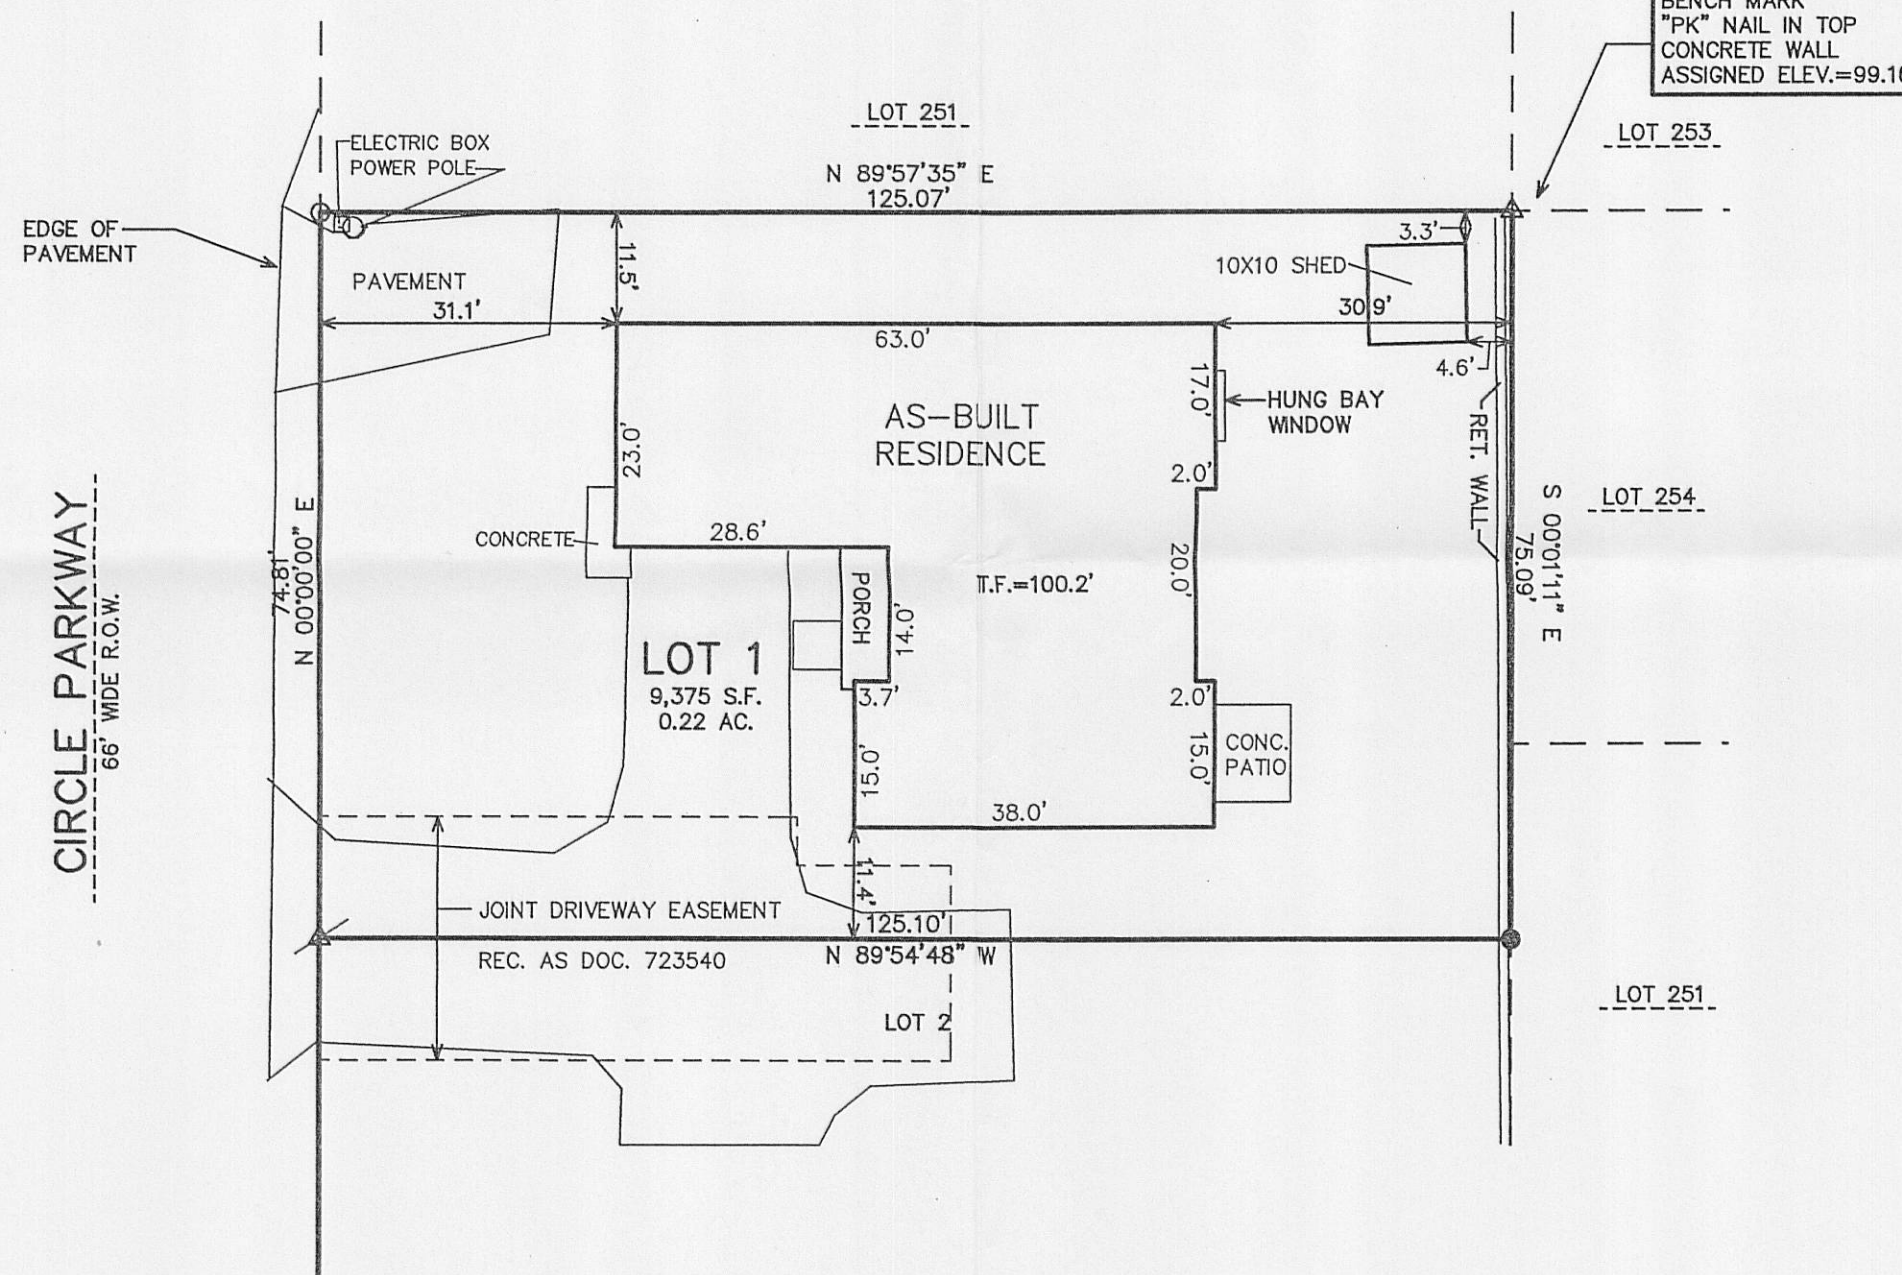 BENCH MARK
"PK" NAIL IN TOP
CONCRETE WALL
ASSIGNED ELEV.=99.1
LOT 251
LOT 253
ELECTRIC BOX
POWER POLE
N 89°57'35" E
125.07'
EDGE OF
PAVEMENT
PAVEMENT
31.1'
11.5'
3.3'
10X10 SHED
30.9'
63.0'
4.6'
17.0'
HUNG BAY
WINDOW
AS-BUILT
RESIDENCE
23.0'
2.0'
RET. WALL
LOT 254
S 00°01'11" E
75.09'
CIRCLE PARKWAY
66' WIDE R.O.W.
74.81'
N 00°00'00" E
CONCRETE
28.6'
PORCH
14.0'
T.F.=100.2'
20.0'
LOT 1
9,375 S.F.
0.22 AC.
3.7'
2.0'
15.0'
15.0'
CONC.
PATIO
38.0'
11.4'
JOINT DRIVEWAY EASEMENT
125.10'
REC. AS DOC. 723540
N 89°54'48" W
LOT 2
LOT 251